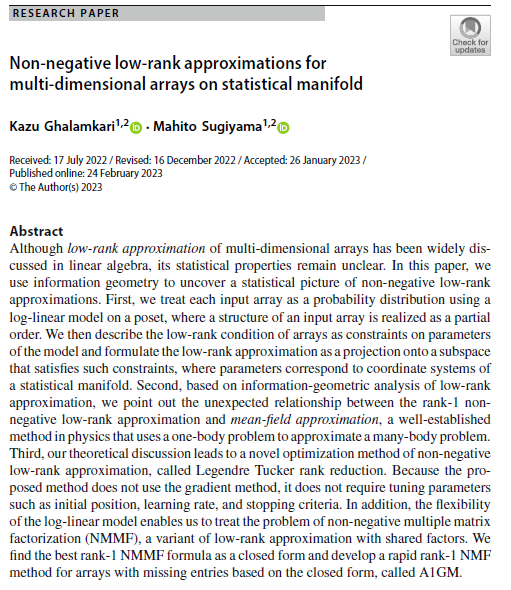 RESEARCH PAPER
Check for
updates
Non-negative low-rank approximations for
multi-dimensional arrays on statistical manifold
Kazu Ghalamkari1,2 iD · Mahito Sugiyama1,2 iD
Received: 17 July 2022 / Revised: 16 December 2022 / Accepted: 26 January 2023 /
Published online: 24 February 2023
© The Author(s) 2023
Abstract
Although low-rank approximation of multi-dimensional arrays has been widely dis-
cussed in linear algebra, its statistical properties remain unclear. In this paper, we
use information geometry to uncover a statistical picture of non-negative low-rank
approximations. First, we treat each input array as a probability distribution using a
log-linear model on a poset, where a structure of an input array is realized as a partial
order. We then describe the low-rank condition of arrays as constraints on parameters
of the model and formulate the low-rank approximation as a projection onto a subspace
that satisfies such constraints, where parameters correspond to coordinate systems of
a statistical manifold. Second, based on information-geometric analysis of low-rank
approximation, we point out the unexpected relationship between the rank-1 non-
negative low-rank approximation and mean-field approximation, a well-established
method in physics that uses a one-body problem to approximate a many-body problem.
Third, our theoretical discussion leads to a novel optimization method of non-negative
low-rank approximation, called Legendre Tucker rank reduction. Because the pro-
posed method does not use the gradient method, it does not require tuning parameters
such as initial position, learning rate, and stopping criteria. In addition, the flexibility
of the log-linear model enables us to treat the problem of non-negative multiple matrix
factorization (NMMF), a variant of low-rank approximation with shared factors. We
find the best rank-1 NMMF formula as a closed form and develop a rapid rank-1 NMF
method for arrays with missing entries based on the closed form, called A1GM.